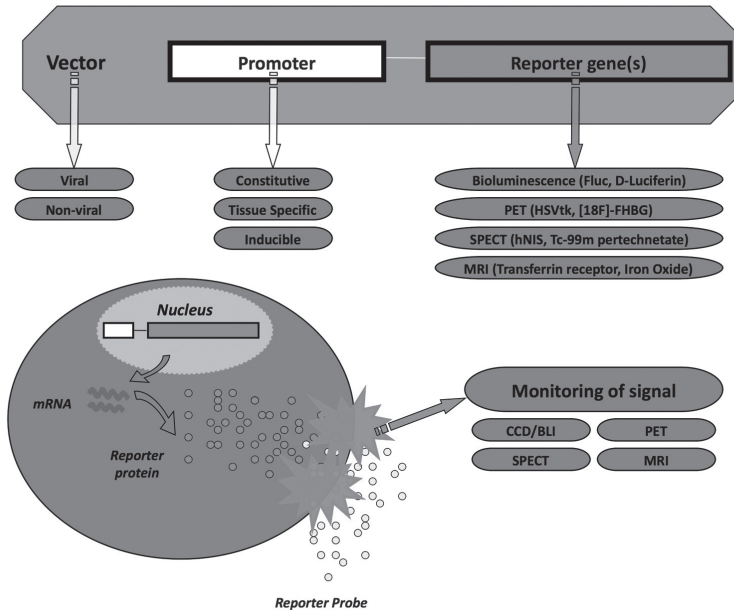 Vector
Promoter
Reporter gene(s)
Viral
Non-viral
Constitutive
Tissue Specific
Inducible
Bioluminescence (Fluc, D-Luciferin)
PET (HSVtk, [18F]-FHBG)
SPECT (hNIS, Tc-99m pertechnetate)
MRI (Transferrin receptor, Iron Oxide)
Nucleus
mRNA
Reporter
protein
Reporter Probe
Monitoring of signal
CCD/BLI
PET
SPECT
MRI